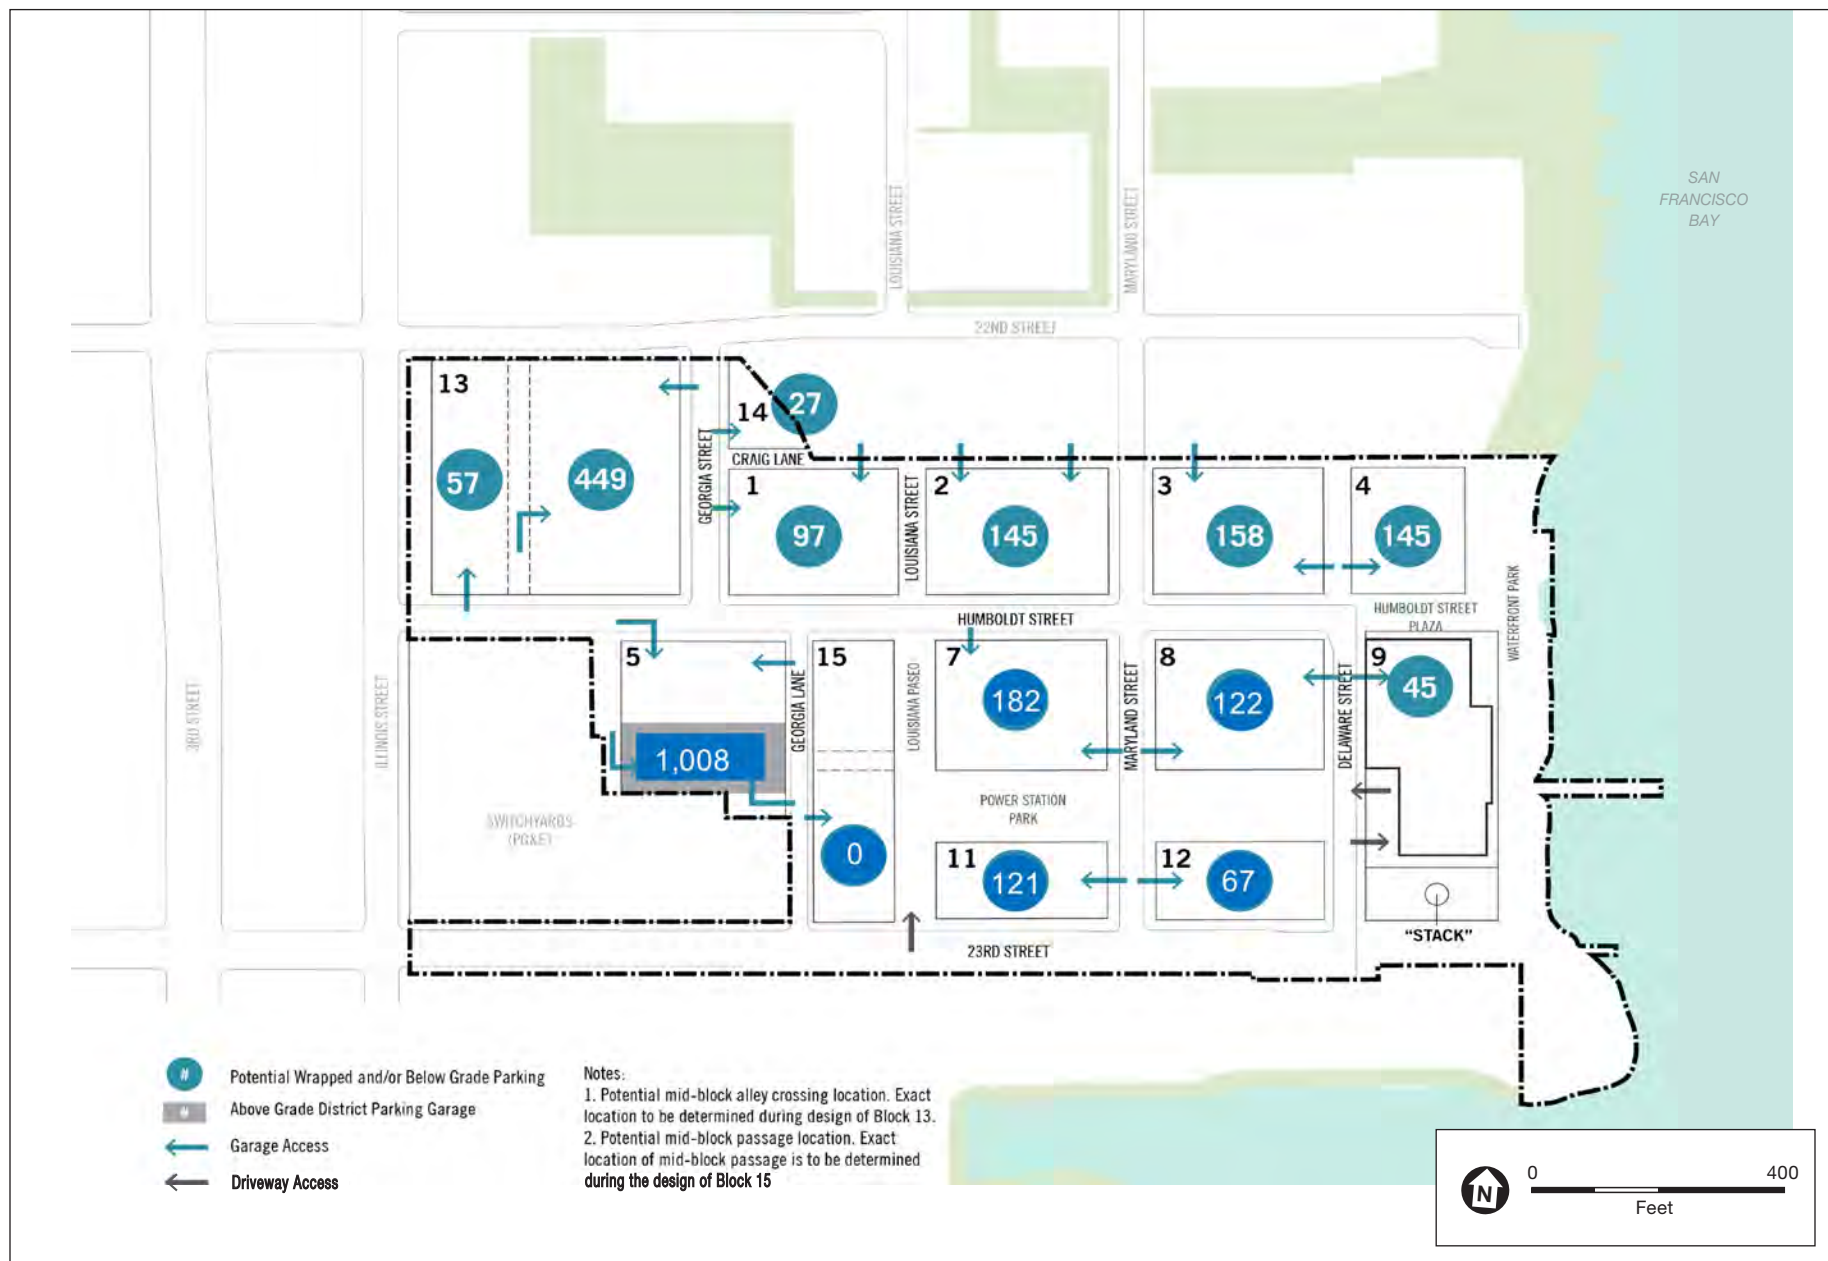 SAN
FRANCISCO
BAY
LOUISIANA STREET
MARYLAND STREET
22ND STREET
13
57
449
14
27
CRAIG LANE
GEORGIA STREET
1
97
LOUISIANA STREET
2
145
3
158
4
145
HUMBOLDT STREET
HUMBOLDT STREET
PLAZA
WATERFRONT PARK
3RD STREET
ILLINOIS STREET
5
1,008
GEORGIA LANE
15
0
LOUISIANA PASEO
7
182
MARYLAND STREET
8
122
DELAWARE STREET
9
45
SWITCHYARDS
(PG&E)
POWER STATION
PARK
11
121
12
67
"STACK"
23RD STREET
# Potential Wrapped and/or Below Grade Parking
# Above Grade District Parking Garage
Garage Access
Driveway Access
Notes:
1. Potential mid-block alley crossing location. Exact
location to be determined during design of Block 13.
2. Potential mid-block passage location. Exact
location of mid-block passage is to be determined
during the design of Block 15
N
0 400
Feet